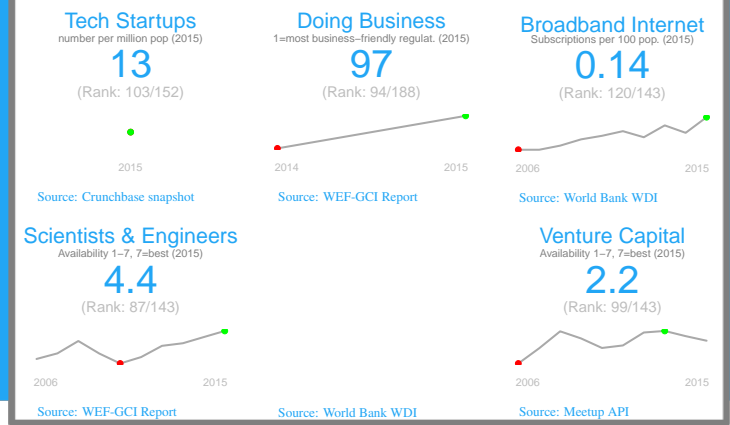 Tech Startups
number per million pop (2015)
13
(Rank: 103/152)
2015
Source: Crunchbase snapshot
Doing Business
1=most business−friendly regulat. (2015)
97
(Rank: 94/188)
2014 2015
Source: WEF-GCI Report
Broadband Internet
Subscriptions per 100 pop. (2015)
0.14
(Rank: 120/143)
2006 2015
Source: World Bank WDI
Scientists & Engineers
Availability 1−7, 7=best (2015)
4.4
(Rank: 87/143)
2006 2015
Source: WEF-GCI Report
Source: World Bank WDI
Venture Capital
Availability 1−7, 7=best (2015)
2.2
(Rank: 99/143)
2006 2015
Source: Meetup API